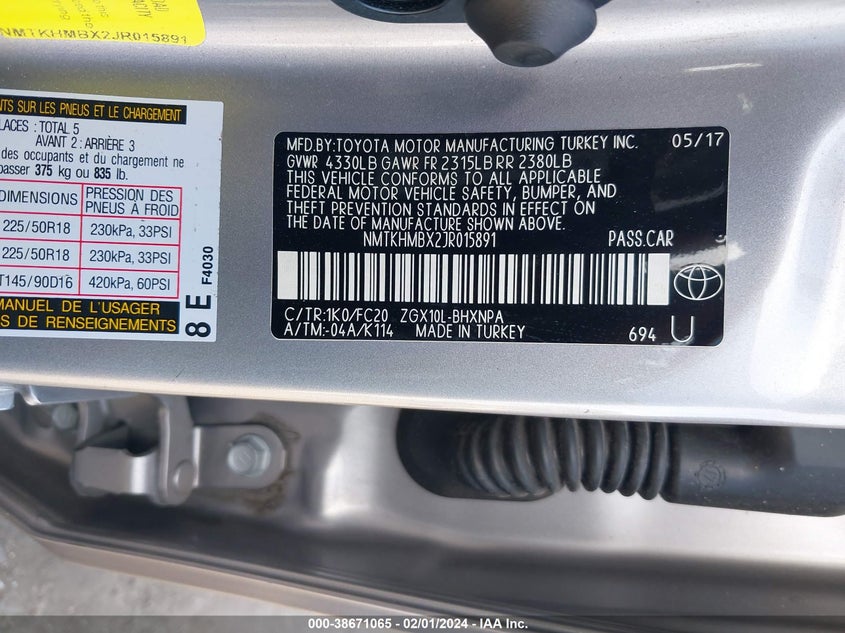 OAD
APACITY
NMTKHMBX2JR015891
NTS SUR LES PNEUS ET LE CHARGEMENT
LACES : TOTAL 5
AVANT 2 : ARRIÈRE 3
des occupants et du chargement ne
passer 375 kg ou 835 lb.
DIMENSIONS PRESSION DES PNEUS À FROID
225/50R18 230kPa, 33PSI
225/50R18 230kPa, 33PSI
T145/90D16 420kPa, 60PSI
MANUEL DE L'USAGER
S DE RENSEIGNEMENTS
8 E F4030
MFD.BY:TOYOTA MOTOR MANUFACTURING TURKEY INC. 05/17
GVWR 4330LB GAWR FR 2315LB RR 2380LB
THIS VEHICLE CONFORMS TO ALL APPLICABLE
FEDERAL MOTOR VEHICLE SAFETY, BUMPER, AND
THEFT PREVENTION STANDARDS IN EFFECT ON
THE DATE OF MANUFACTURE SHOWN ABOVE.
NMTKHMBX2JR015891 PASS.CAR
C/TR:1K0/FC20 ZGX10L-BHXNPA
A/TM:-04A/K114 MADE IN TURKEY 694 U
000-38671065 - 02/01/2024 - IAA Inc.